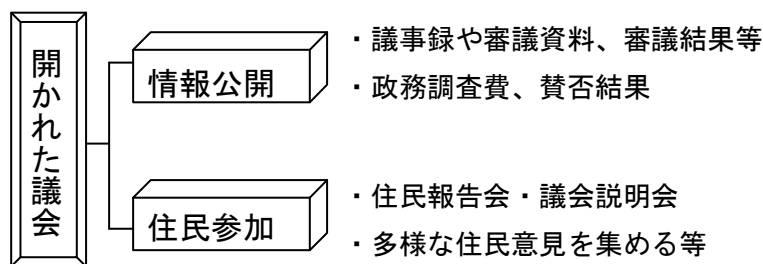 開かれた議会
情報公開
・議事録や審議資料、審議結果等
・政務調査費、賛否結果
住民参加
・住民報告会・議会説明会
・多様な住民意見を集める等